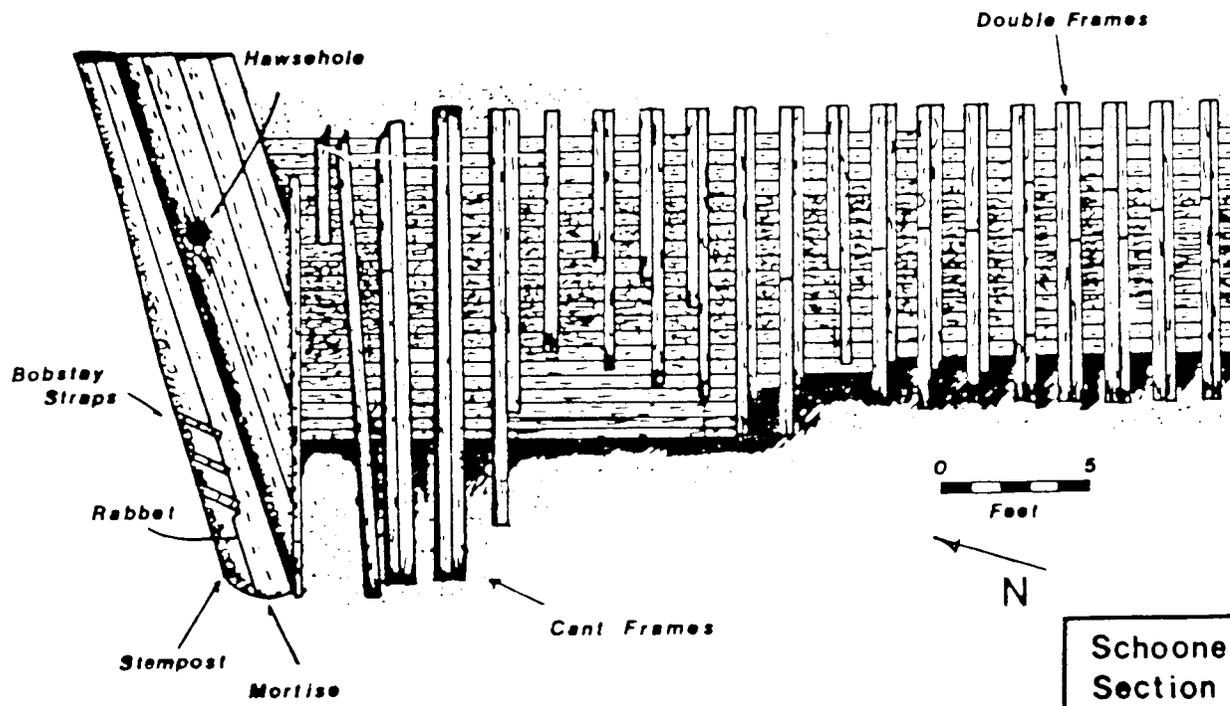 Double Frames
Hawsehole
Bobstay
Straps
0 5
Feet
Rabbet
N
Cant Frames
Stempost
Mortise
Schoone
Section